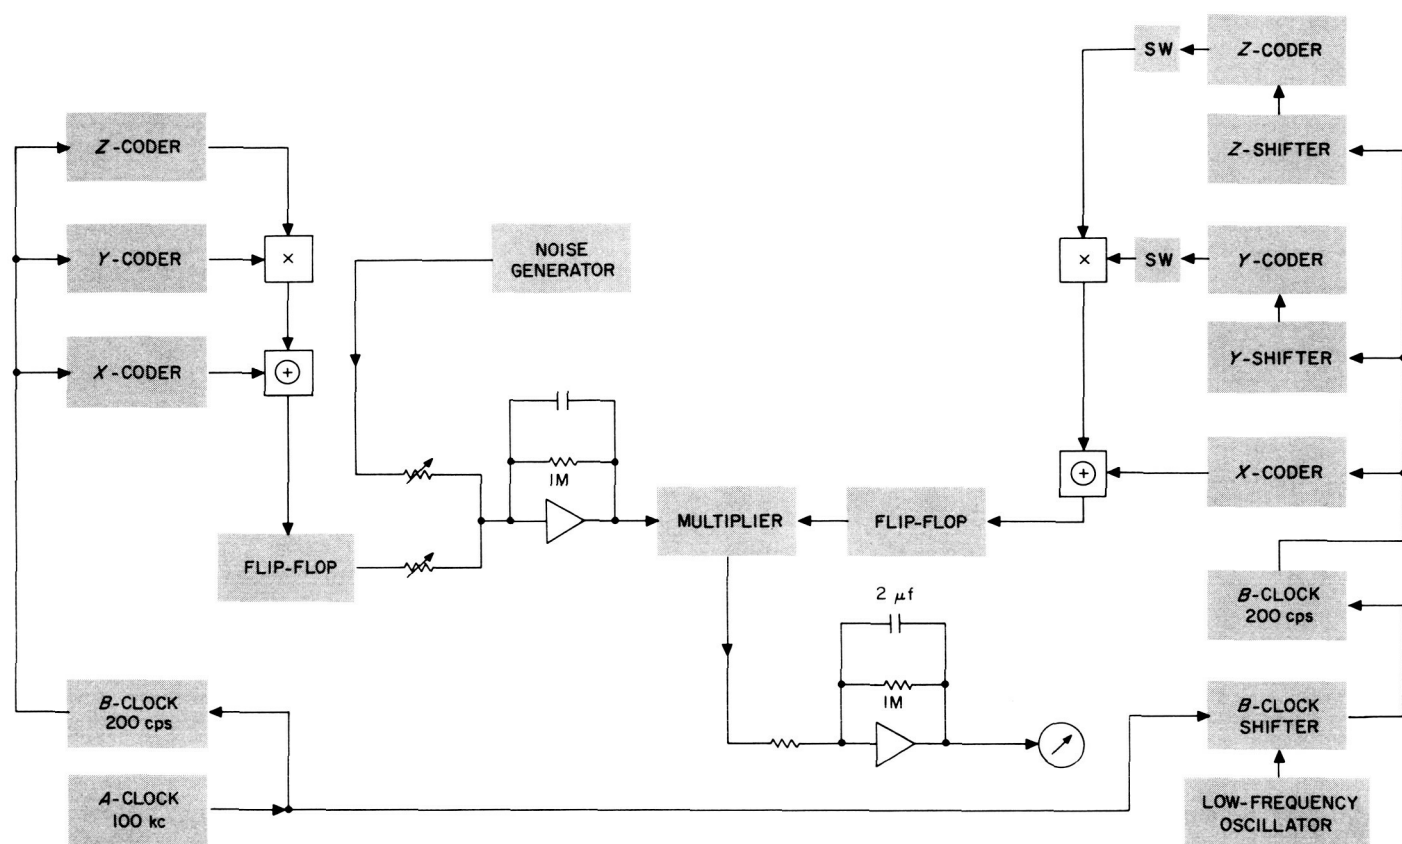 SW
Z-CODER
Z-CODER
Z-SHIFTER
NOISE
GENERATOR
Y-CODER
×
×
SW
Y-CODER
X-CODER
+
Y-SHIFTER
1M
+
X-CODER
MULTIPLIER
FLIP-FLOP
FLIP-FLOP
2 μf
B-CLOCK
200 cps
1M
B-CLOCK
200 cps
B-CLOCK
SHIFTER
A-CLOCK
100 kc
LOW-FREQUENCY
OSCILLATOR